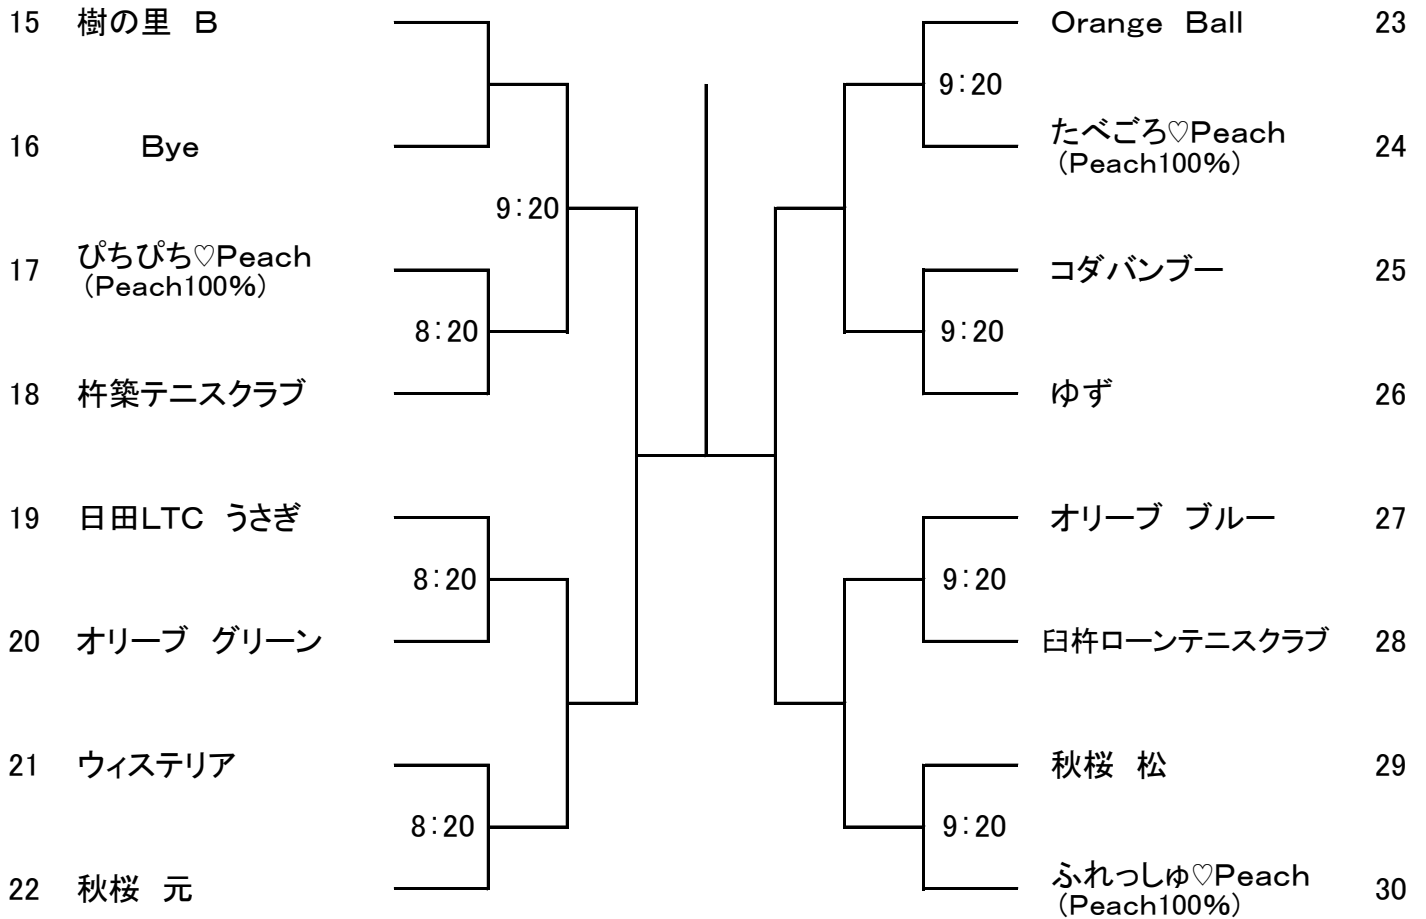 15 樹の里 B
16 Bye
9:20
17 ぴちぴち♡Peach
(Peach100%)
8:20
18 杵築テニスクラブ
19 日田LTC うさぎ
8:20
20 オリーブ グリーン
21 ウィステリア
8:20
22 秋桜 元
Orange Ball 23
9:20
たべごろ♡Peach 24
(Peach100%)
コダバンブー 25
9:20
ゆず 26
オリーブ ブルー 27
9:20
臼杵ローンテニスクラブ 28
秋桜 松 29
9:20
ふれっしゅ♡Peach 30
(Peach100%)